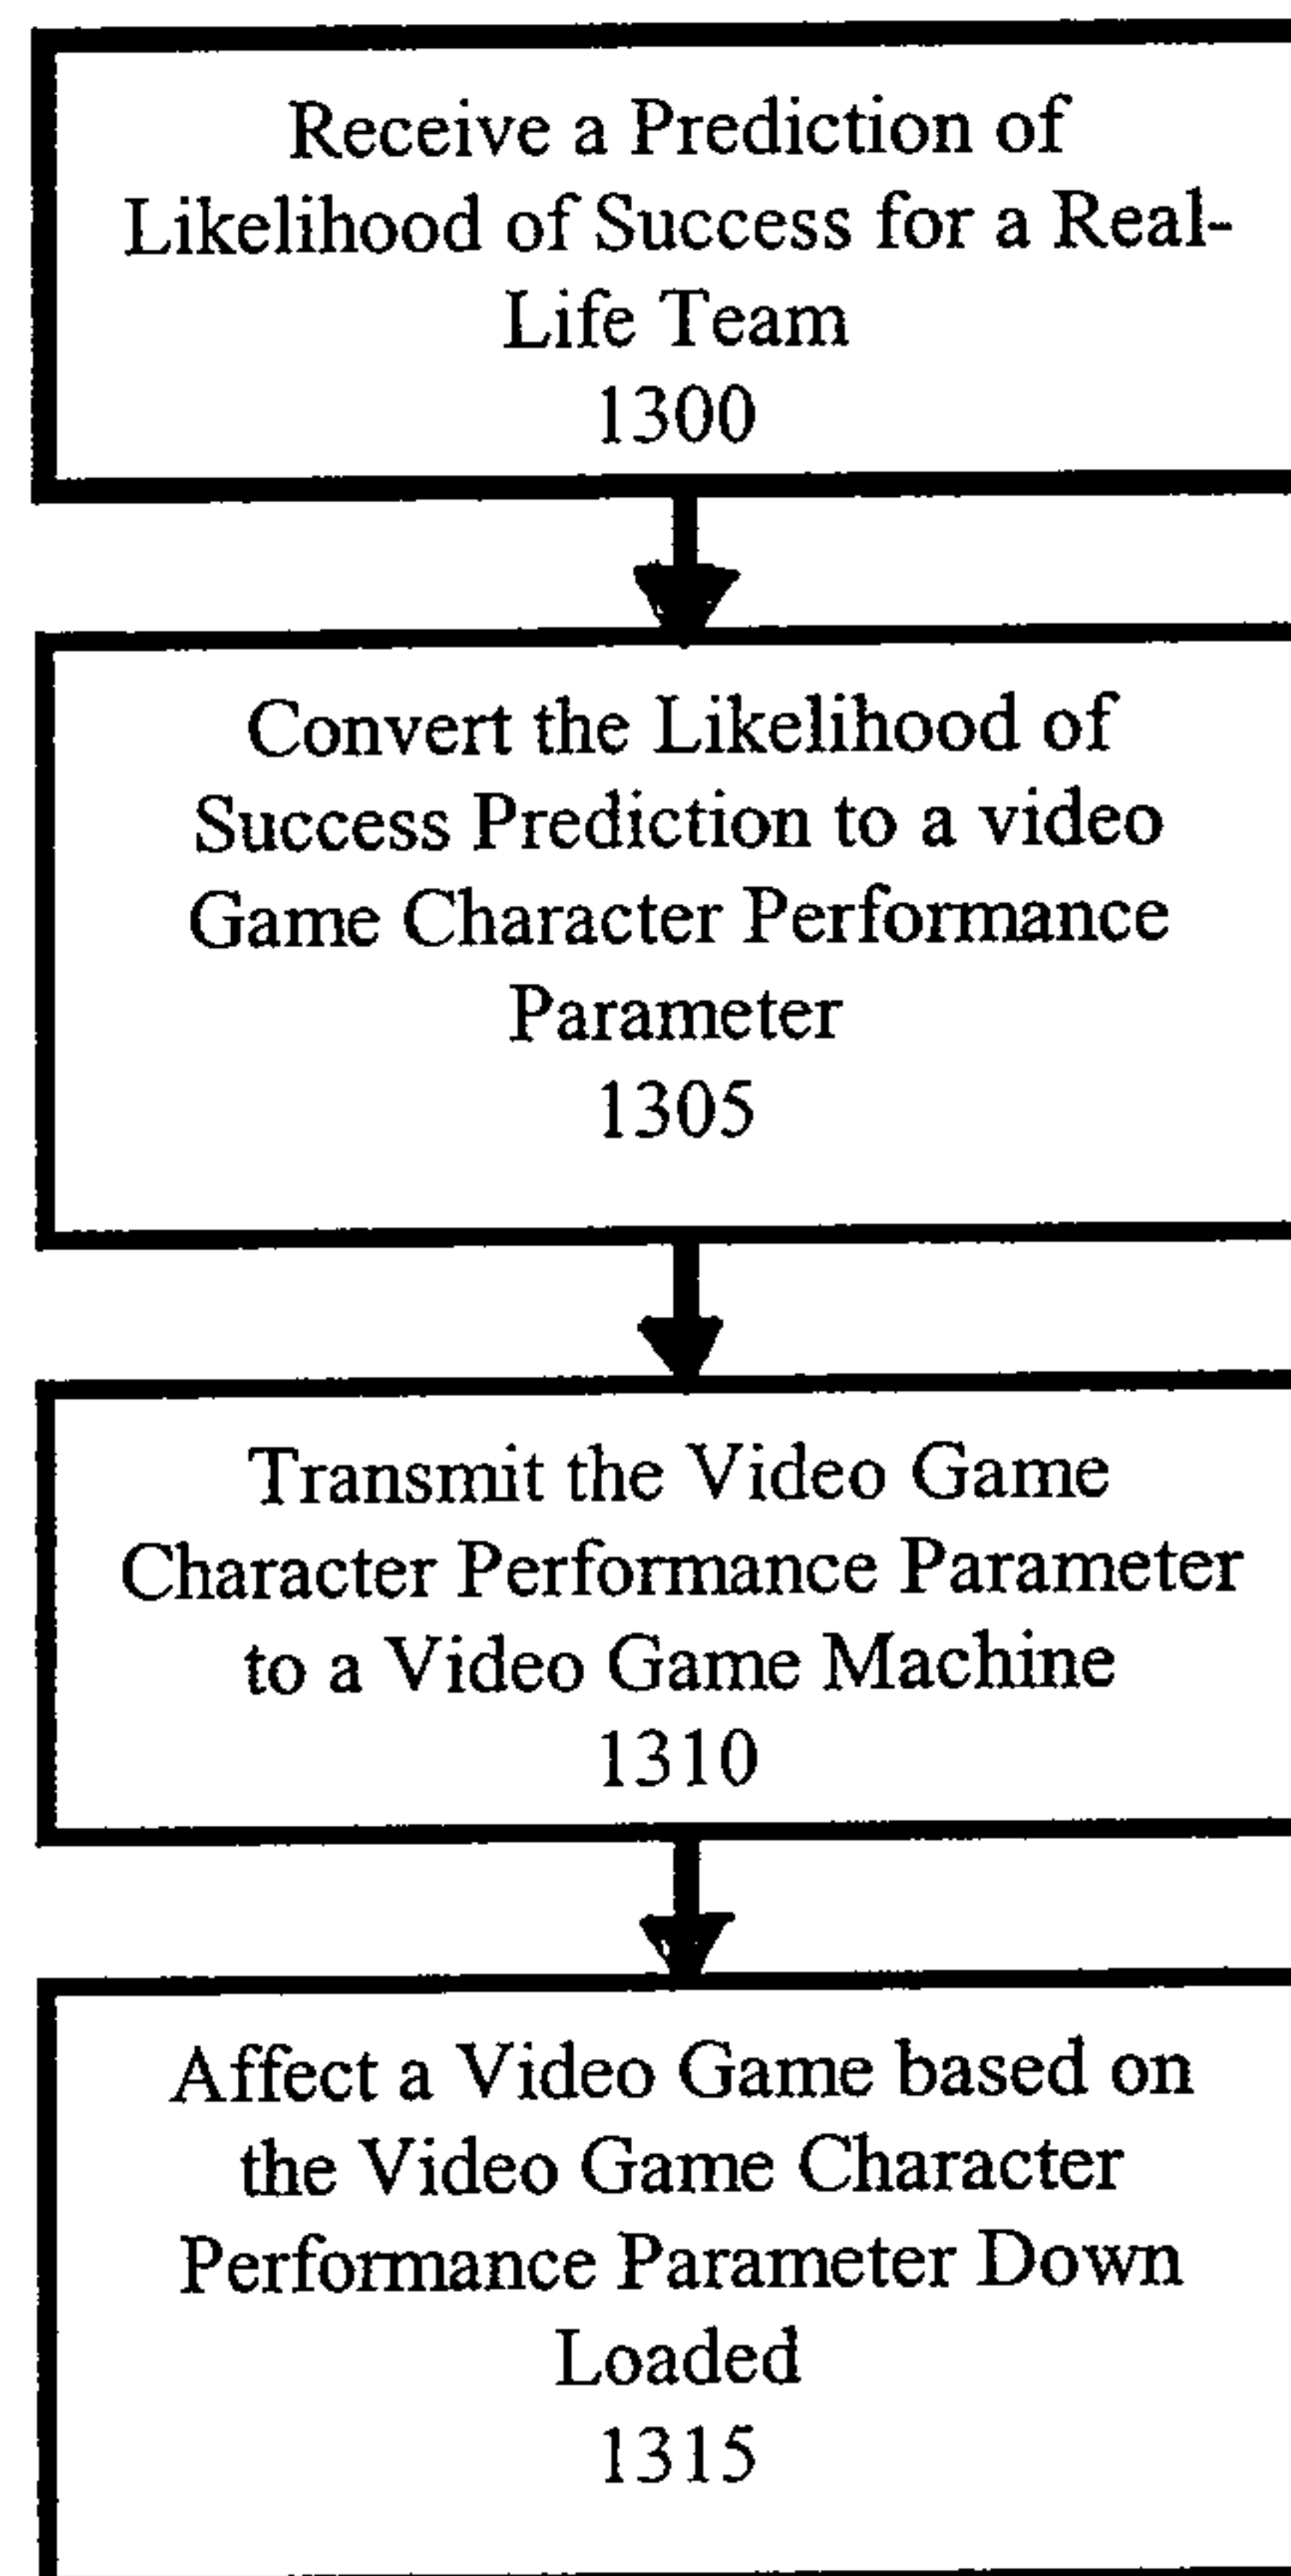 Receive a Prediction of
Likelihood of Success for a Real-
Life Team
1300
Convert the Likelihood of
Success Prediction to a video
Game Character Performance
Parameter
1305
Transmit the Video Game
Character Performance Parameter
to a Video Game Machine
1310
Affect a Video Game based on
the Video Game Character
Performance Parameter Down
Loaded
1315